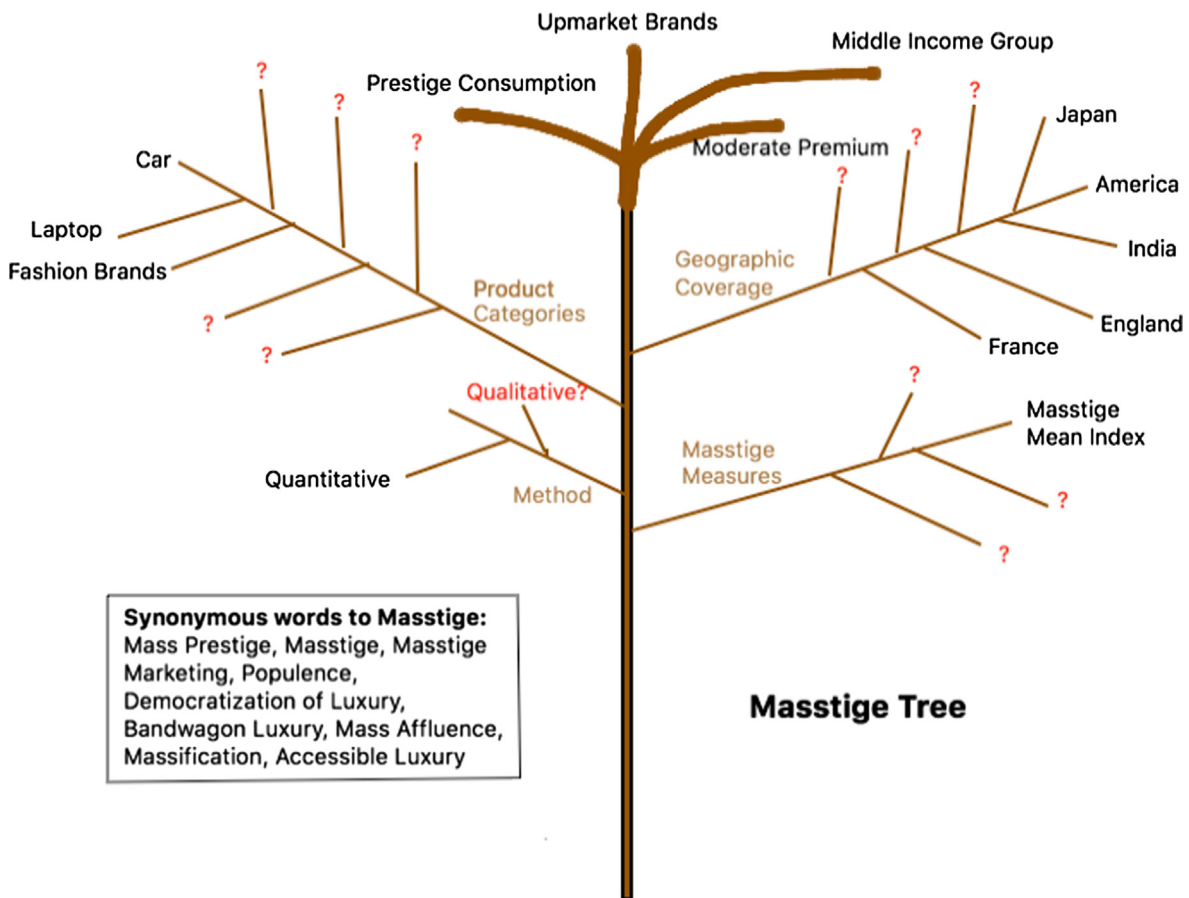 Upmarket Brands
Middle Income Group
Prestige Consumption
Moderate Premium
?
?
?
Car
Laptop
Fashion Brands
?
?
Product
Categories
?
?
?
Japan
America
India
England
France
Geographic
Coverage
Qualitative?
Quantitative
Method
?
Masstige
Mean Index
Masstige
Measures
?
?
Synonymous words to Masstige:
Mass Prestige, Masstige, Masstige
Marketing, Populence,
Democratization of Luxury,
Bandwagon Luxury, Mass Affluence,
Massification, Accessible Luxury
Masstige Tree